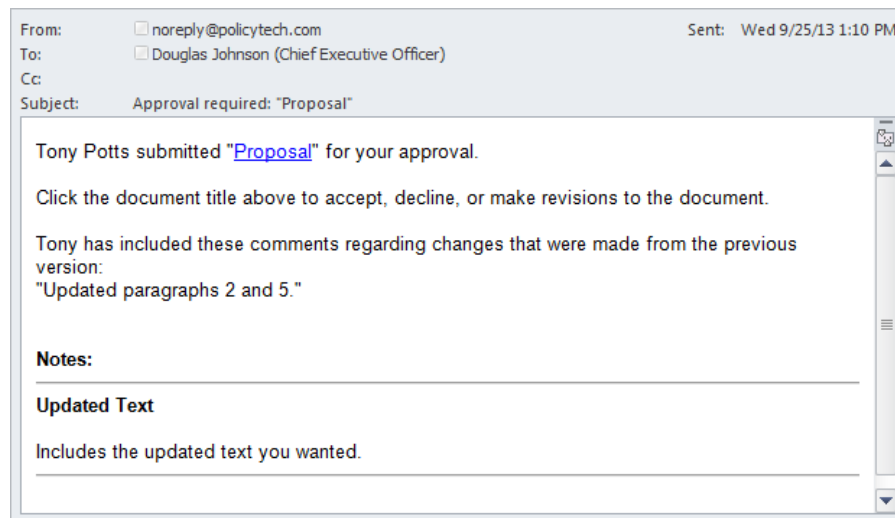 From: noreply@policytech.com Sent: Wed 9/25/13 1:10 PM
To: Douglas Johnson (Chief Executive Officer)
Cc:
Subject: Approval required: "Proposal"
Tony Potts submitted "Proposal" for your approval.
Click the document title above to accept, decline, or make revisions to the document.
Tony has included these comments regarding changes that were made from the previous
version:
"Updated paragraphs 2 and 5."
Notes:
Updated Text
Includes the updated text you wanted.